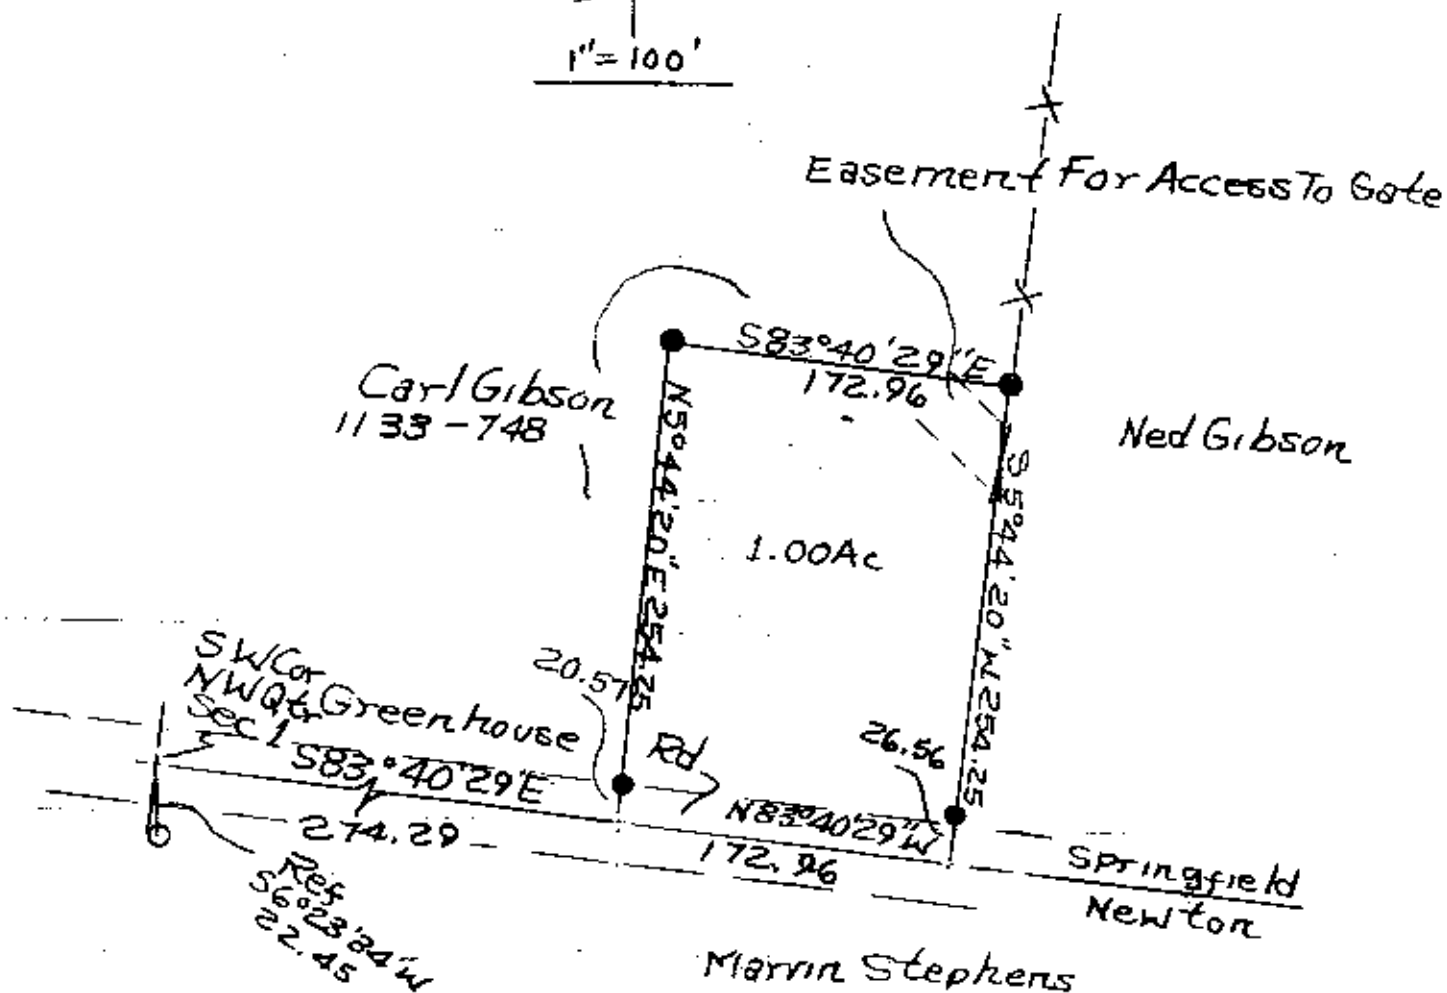 1"=100'
Easement For Access To Gate
S83°40'29"E
172.96
Carl Gibson
1133-748
Ned Gibson
N5°44'20"E 254.25
S5°44'20"W 254.25
1.00Ac
SWCor
NWQtr
Sec 1
Greenhouse Rd
20.57
26.56
S83°40'29"E
274.29
N83°40'29"W
172.96
Ref
S6°23'34"W
22.45
Springfield
Newton
Marvin Stephens